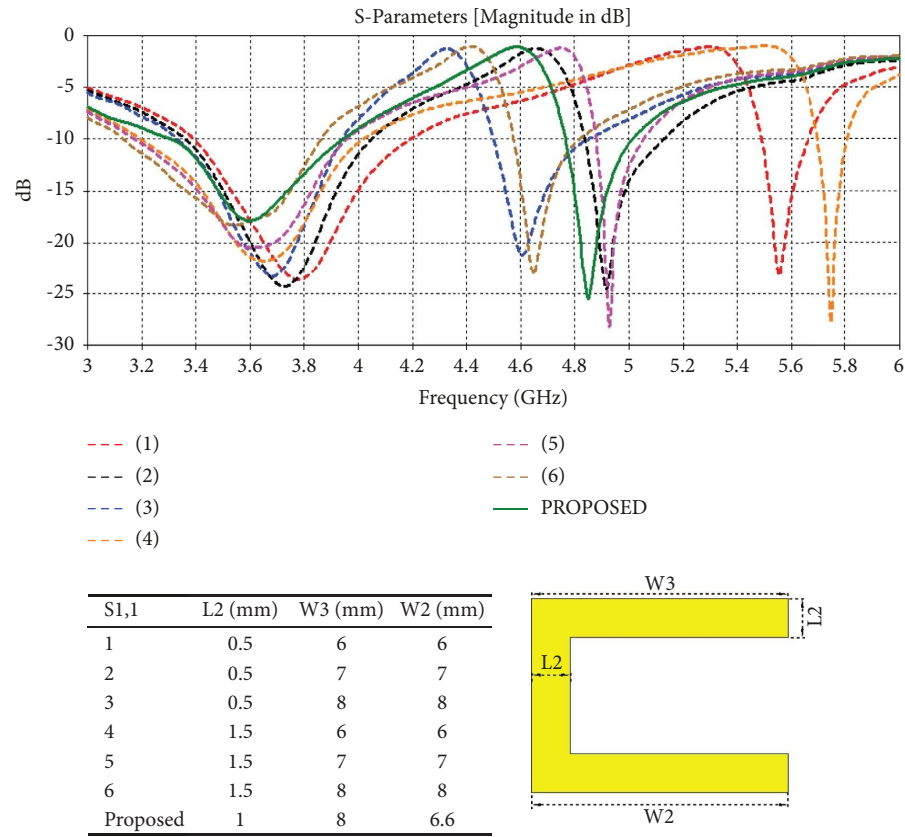 S-Parameters [Magnitude in dB]
0
-5
-10
-15
-20
-25
-30
dB
3 3.2 3.4 3.6 3.8 4 4.2 4.4 4.6 4.8 5 5.2 5.4 5.6 5.8 6
Frequency (GHz)
(1)
(2)
(3)
(4)
(5)
(6)
PROPOSED
S1,1 L2 (mm) W3 (mm) W2 (mm)
1 0.5 6 6
2 0.5 7 7
3 0.5 8 8
4 1.5 6 6
5 1.5 7 7
6 1.5 8 8
Proposed 1 8 6.6
W3
L2
L2
W2